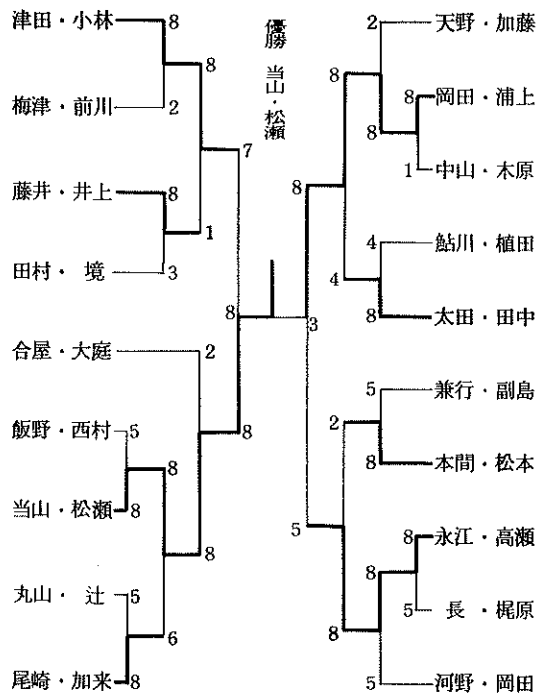 優勝 当山・松瀬
津田・小林 8
8
梅津・前川 2
7
藤井・井上 8
1
田村・境 3
8
合屋・大庭 2
8
飯野・西村 5
8
当山・松瀬 8
8
丸山・辻 5
6
尾崎・加来 8
2 天野・加藤
8
8 岡田・浦上
8
1 中山・木原
8
4 鮎川・植田
4
8 太田・田中
3
5 兼行・副島
2
8 本間・松本
5
8 永江・高瀬
8
5 長・梶原
8
5 河野・岡田